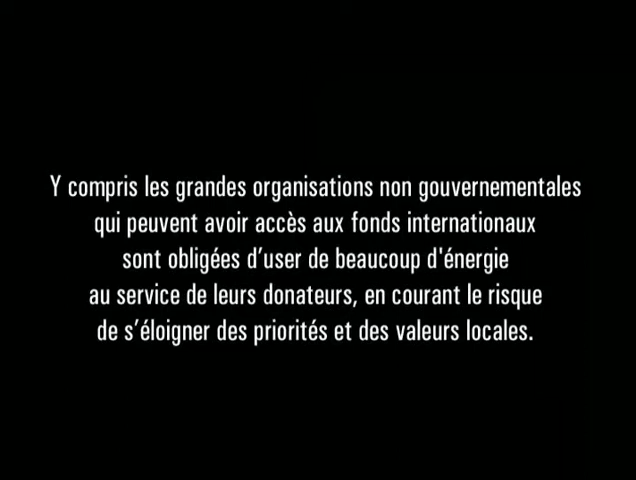 Y compris les grandes organisations non gouvernementales
qui peuvent avoir accès aux fonds internationaux
sont obligées d’user de beaucoup d'énergie
au service de leurs donateurs, en courant le risque
de s’éloigner des priorités et des valeurs locales.